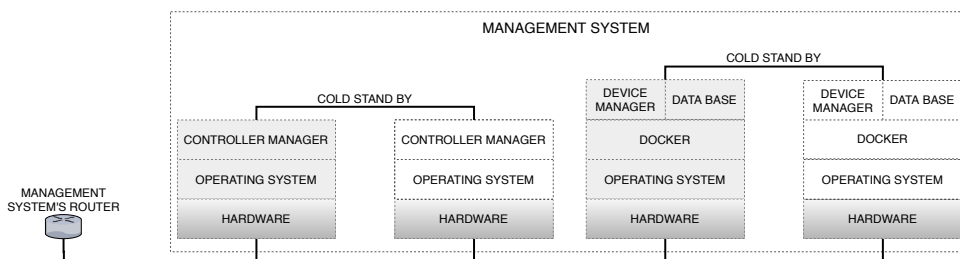 MANAGEMENT SYSTEM
COLD STAND BY
COLD STAND BY
DEVICE
MANAGER
DATA BASE
DEVICE
MANAGER
DATA BASE
CONTROLLER MANAGER
CONTROLLER MANAGER
DOCKER
DOCKER
OPERATING SYSTEM
OPERATING SYSTEM
OPERATING SYSTEM
OPERATING SYSTEM
MANAGEMENT
SYSTEM'S ROUTER
HARDWARE
HARDWARE
HARDWARE
HARDWARE